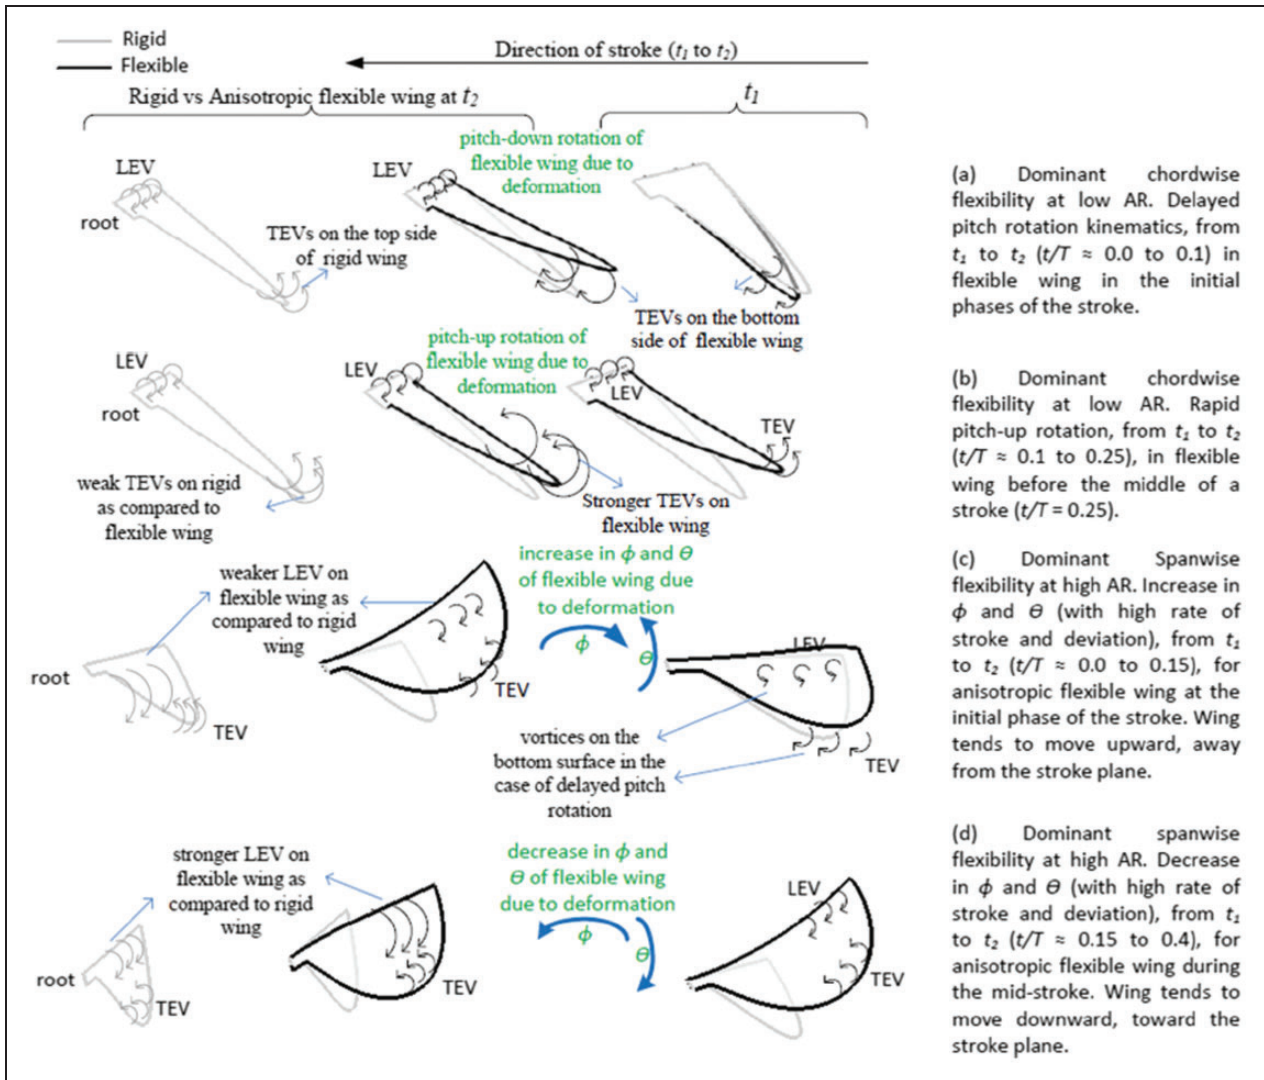 Rigid
Flexible
Direction of stroke (t₁ to t₂)
Rigid vs Anisotropic flexible wing at t₂
t₁
pitch-down rotation of
flexible wing due to
deformation
LEV
root
LEV
TEVs on the top side
of rigid wing
TEVs on the bottom
side of flexible wing
(a) Dominant chordwise
flexibility at low AR. Delayed
pitch rotation kinematics, from
t₁ to t₂ (t/T ≈ 0.0 to 0.1) in
flexible wing in the initial
phases of the stroke.
pitch-up rotation of
flexible wing due to
deformation
LEV
root
LEV
LEV
TEV
weak TEVs on rigid
as compared to
flexible wing
Stronger TEVs on
flexible wing
(b) Dominant chordwise
flexibility at low AR. Rapid
pitch-up rotation, from t₁ to t₂
(t/T ≈ 0.1 to 0.25), in flexible
wing before the middle of a
stroke (t/T = 0.25).
weaker LEV on
flexible wing as
compared to rigid
wing
increase in ϕ and θ
of flexible wing due
to deformation
ϕ
θ
root
TEV
TEV
LEV
TEV
vortices on the
bottom surface in the
case of delayed pitch
rotation
(c) Dominant Spanwise
flexibility at high AR. Increase in
ϕ and θ (with high rate of
stroke and deviation), from t₁
to t₂ (t/T ≈ 0.0 to 0.15), for
anisotropic flexible wing at the
initial phase of the stroke. Wing
tends to move upward, away
from the stroke plane.
stronger LEV on
flexible wing as
compared to rigid
wing
decrease in ϕ and
θ of flexible wing
due to deformation
ϕ
θ
root
TEV
TEV
LEV
TEV
(d) Dominant spanwise
flexibility at high AR. Decrease
in ϕ and θ (with high rate of
stroke and deviation), from t₁
to t₂ (t/T ≈ 0.15 to 0.4), for
anisotropic flexible wing during
the mid-stroke. Wing tends to
move downward, toward the
stroke plane.